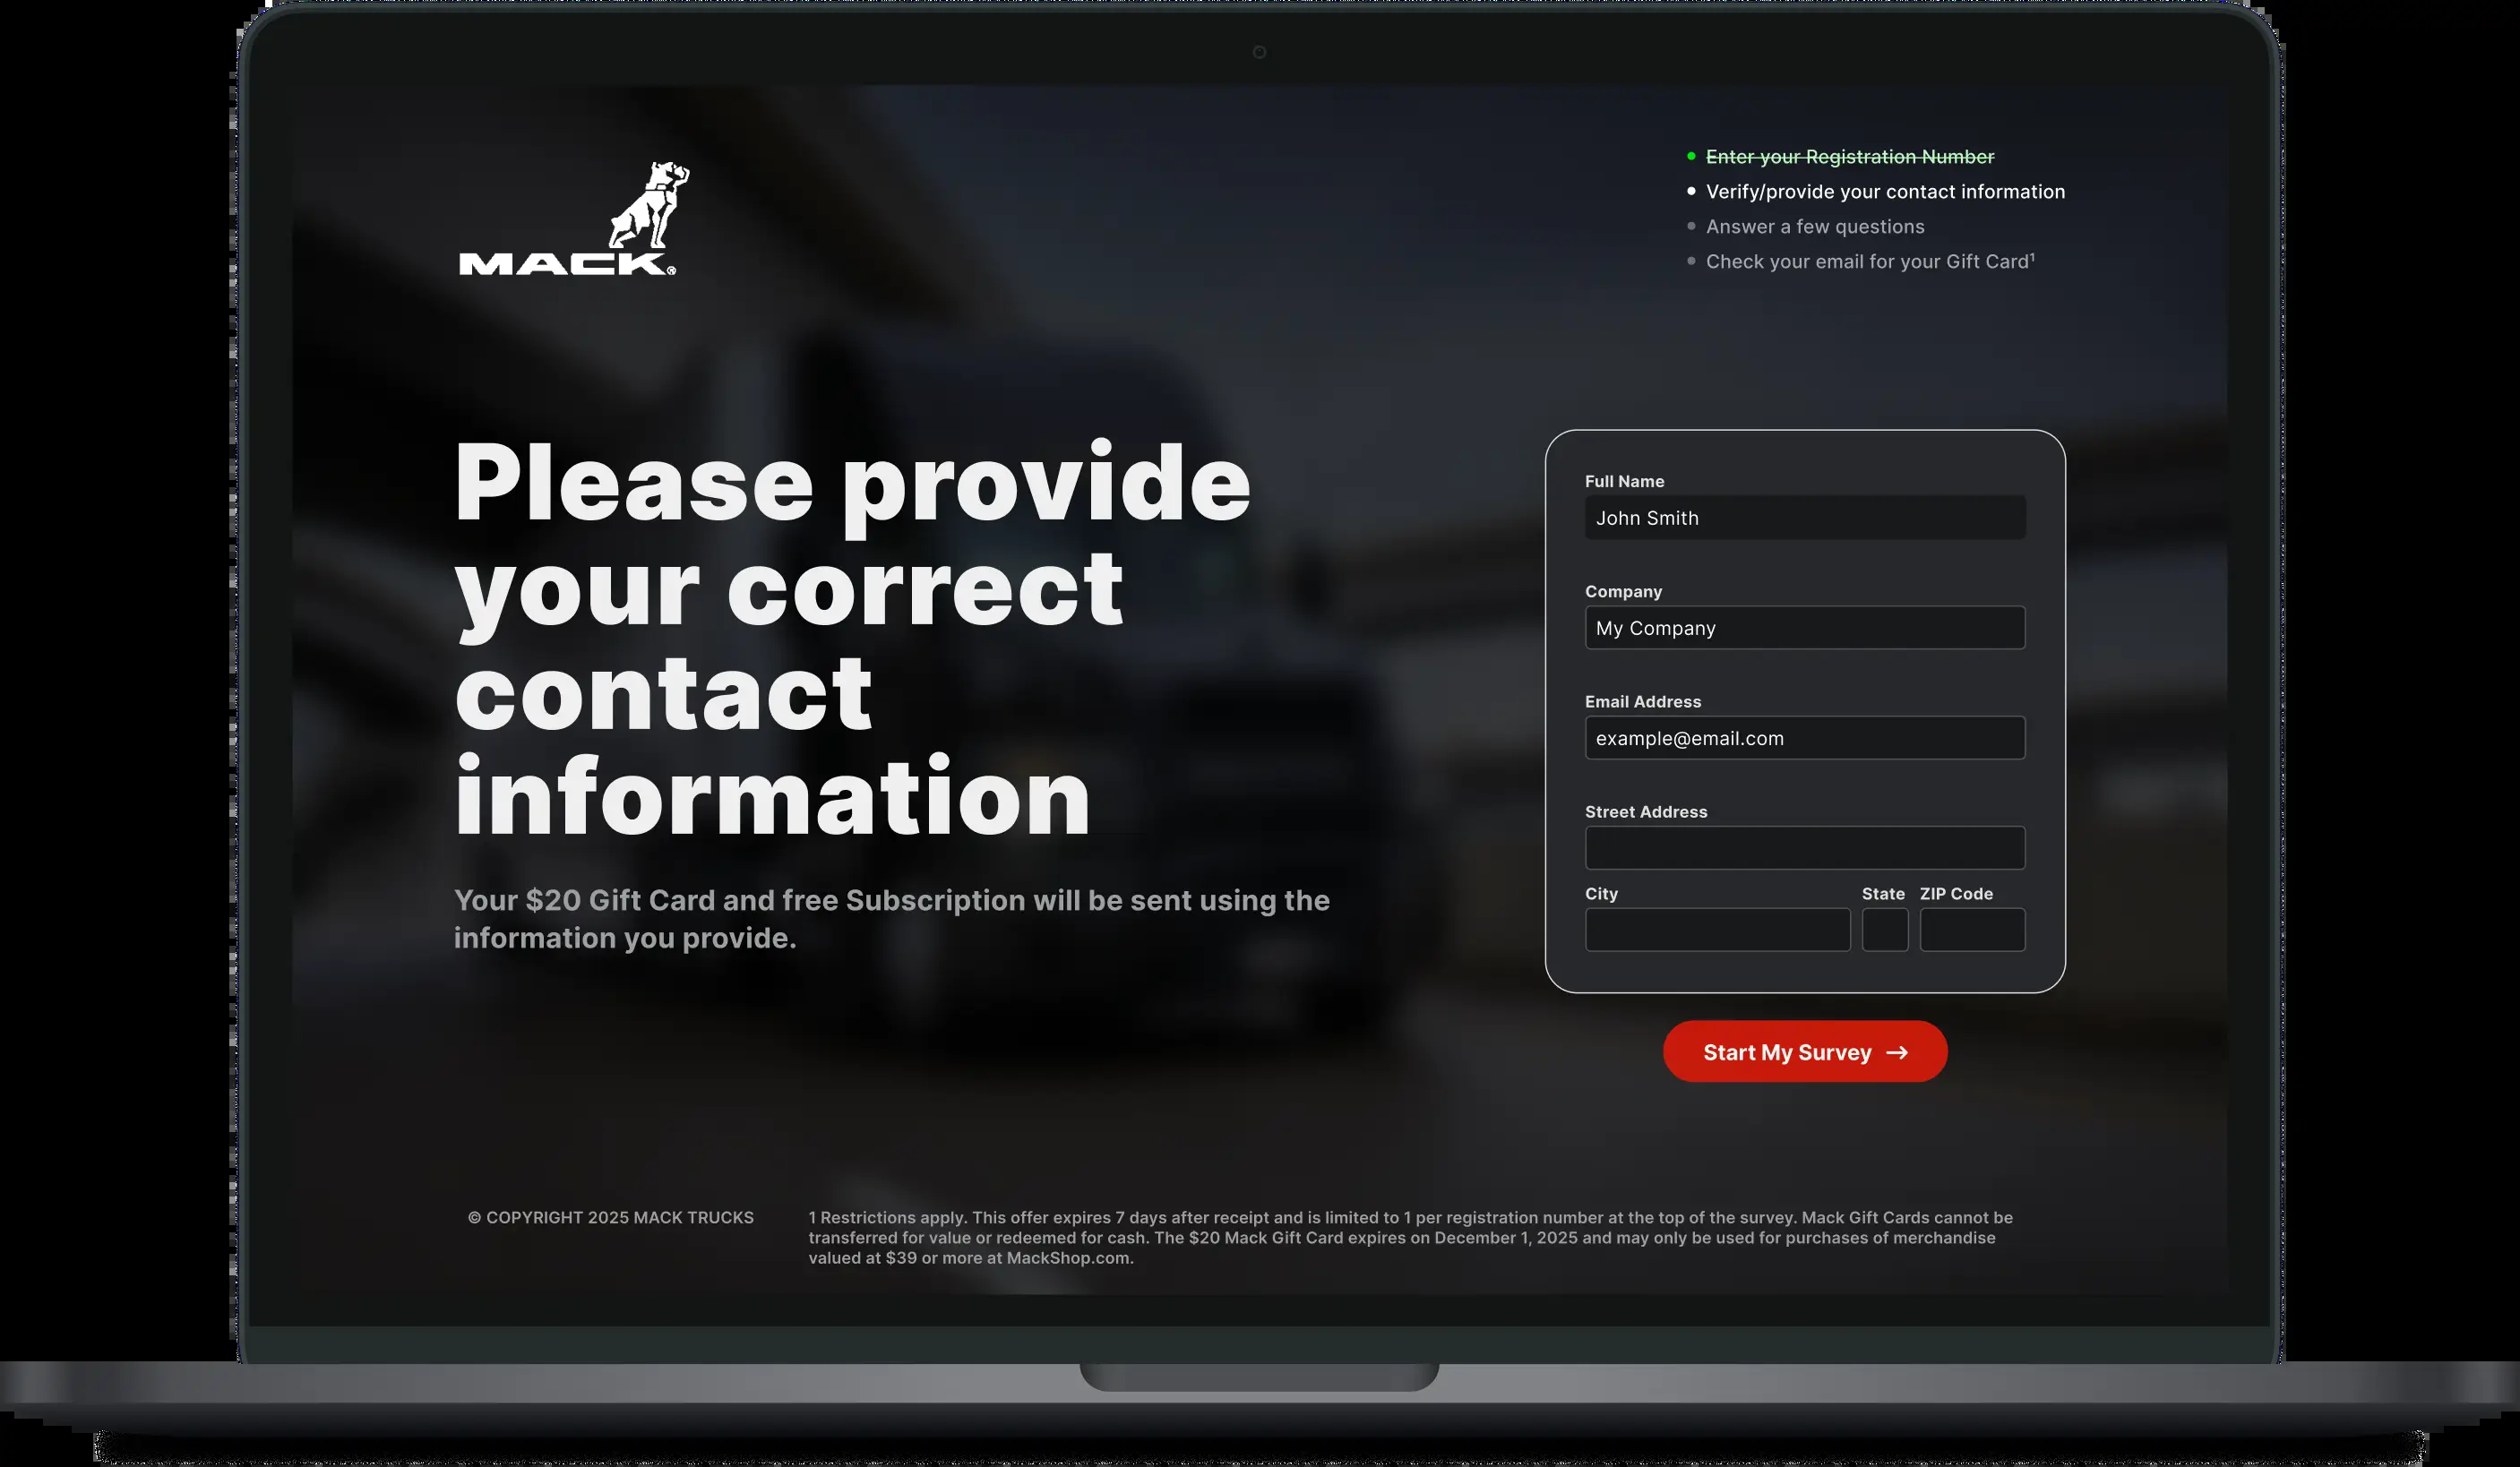 MACK®
Enter your Registration Number
Verify/provide your contact information
Answer a few questions
Check your email for your Gift Card¹
Please provide
your correct
contact
information
Your $20 Gift Card and free Subscription will be sent using the
information you provide.
Full Name
John Smith
Company
My Company
Email Address
example@email.com
Street Address
City State ZIP Code
Start My Survey →
© COPYRIGHT 2025 MACK TRUCKS
1 Restrictions apply. This offer expires 7 days after receipt and is limited to 1 per registration number at the top of the survey. Mack Gift Cards cannot be
transferred for value or redeemed for cash. The $20 Mack Gift Card expires on December 1, 2025 and may only be used for purchases of merchandise
valued at $39 or more at MackShop.com.